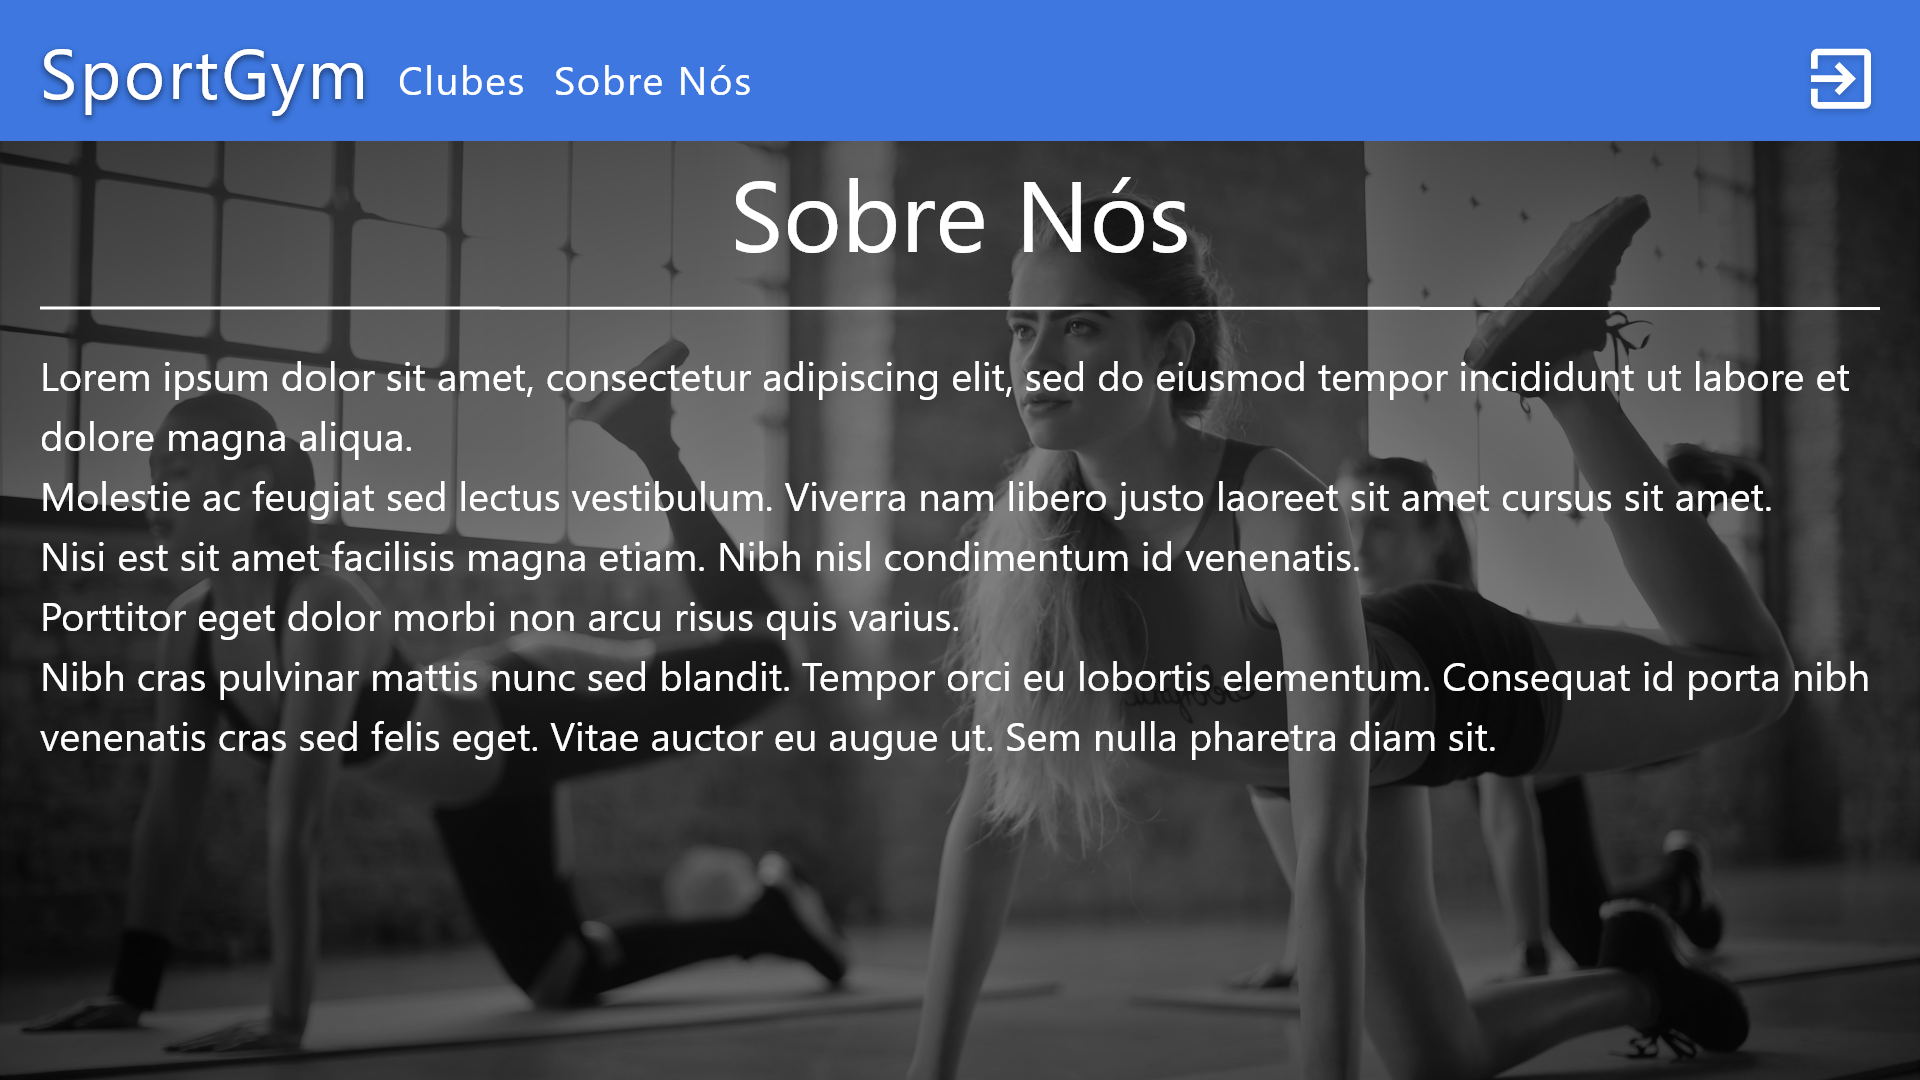 SportGym Clubes Sobre Nós
Sobre Nós
Lorem ipsum dolor sit amet, consectetur adipiscing elit, sed do eiusmod tempor incididunt ut labore et
dolore magna aliqua.
Molestie ac feugiat sed lectus vestibulum. Viverra nam libero justo laoreet sit amet cursus sit amet.
Nisi est sit amet facilisis magna etiam. Nibh nisl condimentum id venenatis.
Porttitor eget dolor morbi non arcu risus quis varius.
Nibh cras pulvinar mattis nunc sed blandit. Tempor orci eu lobortis elementum. Consequat id porta nibh
venenatis cras sed felis eget. Vitae auctor eu augue ut. Sem nulla pharetra diam sit.